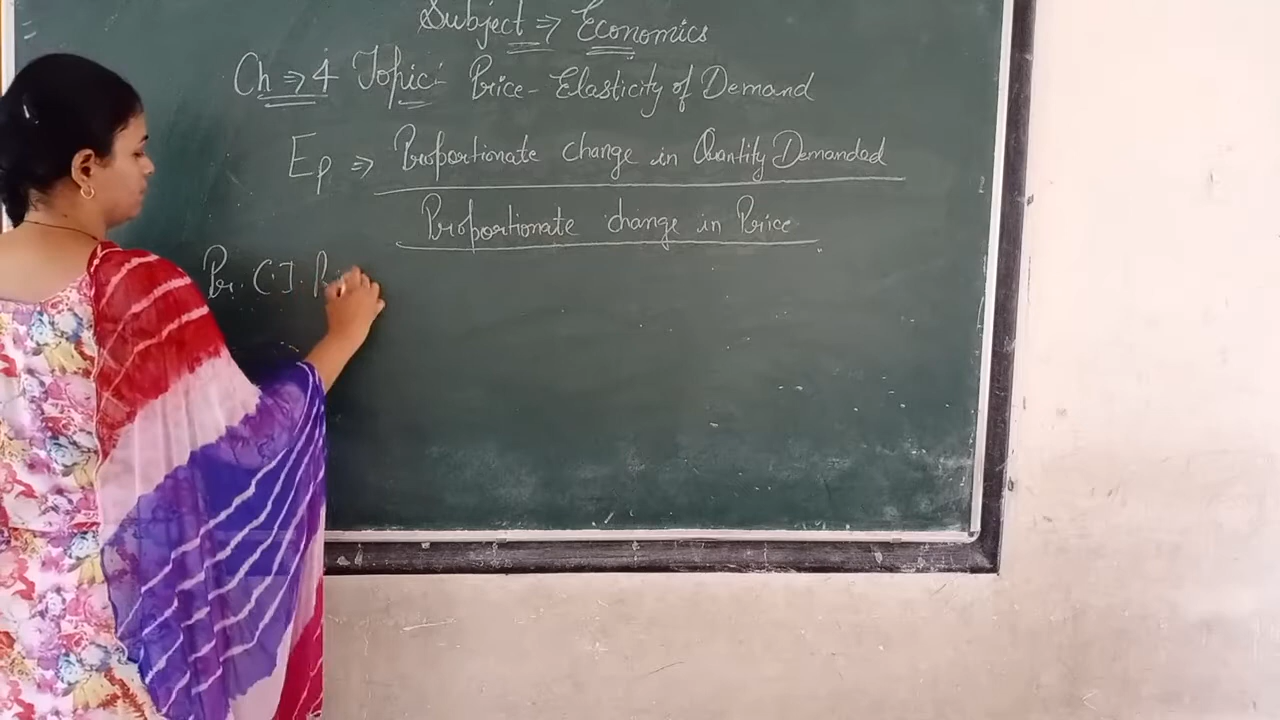 Subject ⇒ Economics
Ch ⇒ 4 Topic:- Price - Elasticity of Demand
Ep ⇒ Proportionate change in Quantity Demanded
Proportionate change in Price
Pr.